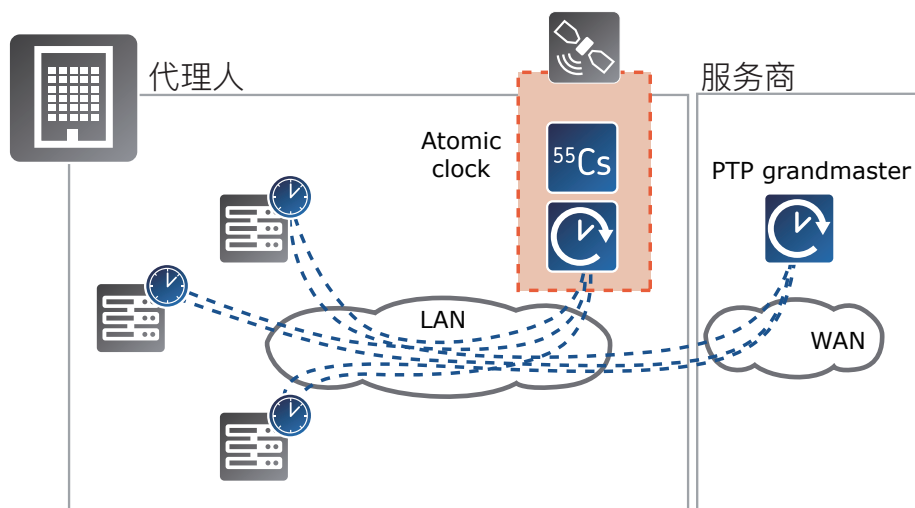 代理人
服务商
Atomic
clock
⁵⁵Cs
PTP grandmaster
LAN
WAN